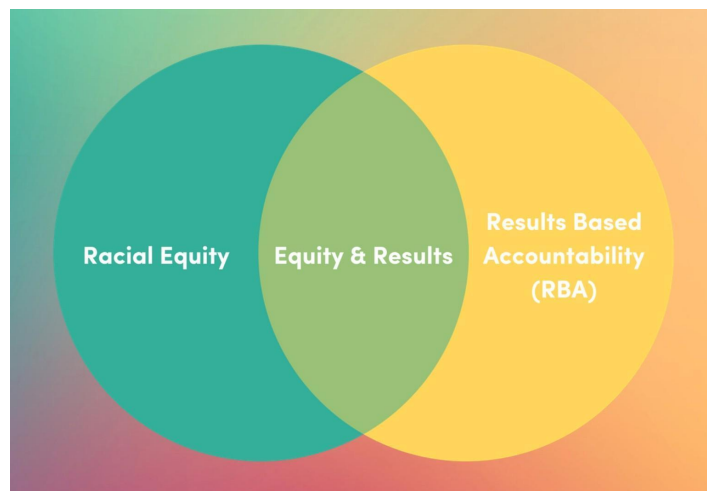 Racial Equity
Equity & Results
Results Based
Accountability
(RBA)